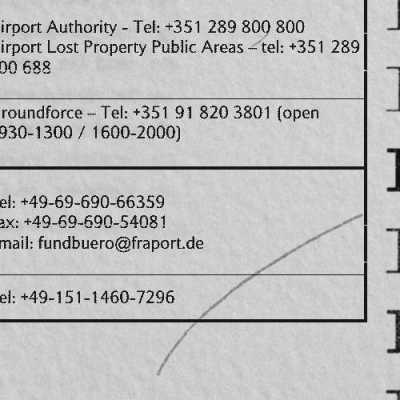 irport Authority - Tel: +351 289 800 800
irport Lost Property Public Areas – tel: +351 289
00 688
roundforce – Tel: +351 91 820 3801 (open
930-1300 / 1600-2000)
el: +49-69-690-66359
ax: +49-69-690-54081
mail: fundbuero@fraport.de
el: +49-151-1460-7296